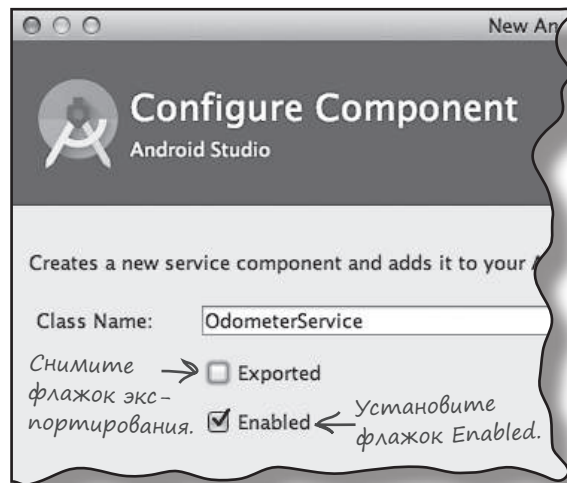 New An
Configure Component
Android Studio
Creates a new service component and adds it to your A
Class Name:
OdometerService
Снимите
флажок экс-
портирования.
Exported
Enabled
Установите
флажок Enabled.